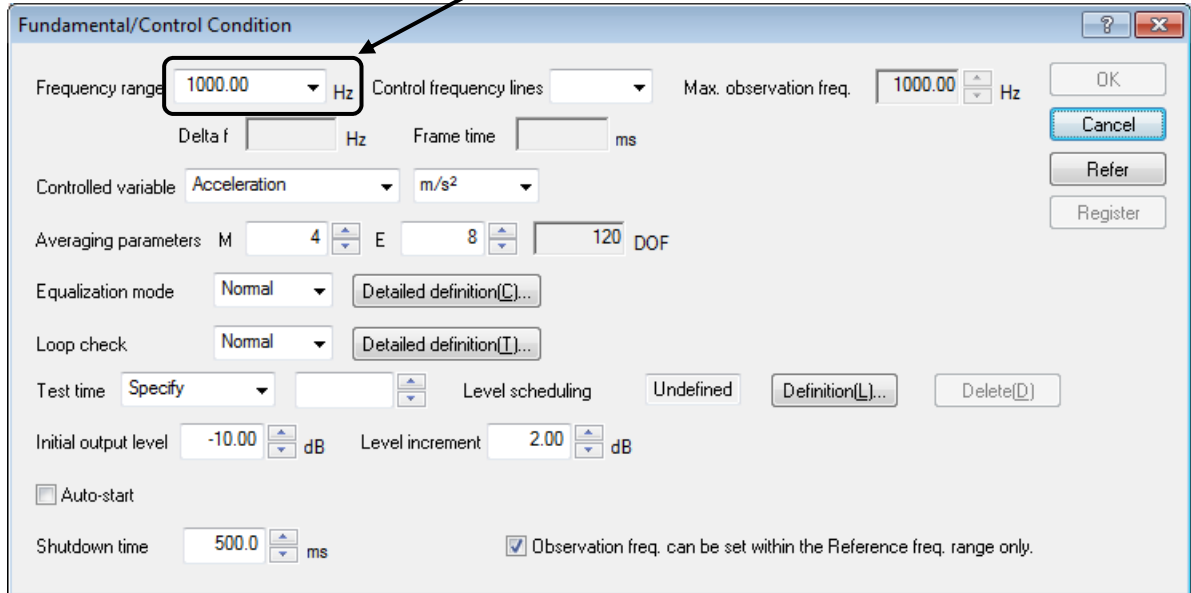 Fundamental/Control Condition
Frequency range 1000.00 Hz Control frequency lines Max. observation freq. 1000.00 Hz OK
Delta f Hz Frame time ms Cancel
Controlled variable Acceleration m/s² Refer
Register
Averaging parameters M 4 E 8 120 DOF
Equalization mode Normal Detailed definition(C)...
Loop check Normal Detailed definition(T)...
Test time Specify Level scheduling Undefined Definition(L)... Delete(D)
Initial output level -10.00 dB Level increment 2.00 dB
Auto-start
Shutdown time 500.0 ms Observation freq. can be set within the Reference freq. range only.